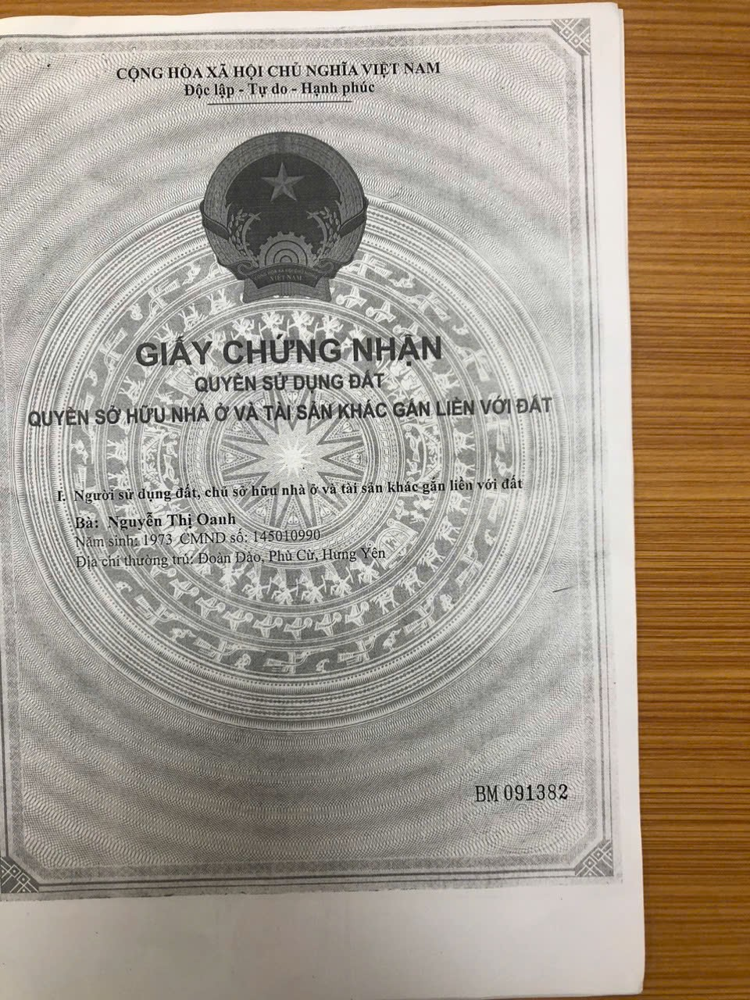 CỘNG HÒA XÃ HỘI CHỦ NGHĨA VIỆT NAM
Độc lập - Tự do - Hạnh phúc
VIỆT NAM
GIẤY CHỨNG NHẬN
QUYỀN SỬ DỤNG ĐẤT
QUYỀN SỞ HỮU NHÀ Ở VÀ TÀI SẢN KHÁC GẮN LIỀN VỚI ĐẤT
I. Người sử dụng đất, chủ sở hữu nhà ở và tài sản khác gắn liền với đất
Bà: Nguyễn Thị Oanh
Năm sinh: 1973 CMND số: 145010990
Địa chỉ thường trú: Đoàn Đào, Phù Cừ, Hưng Yên
BM 091382